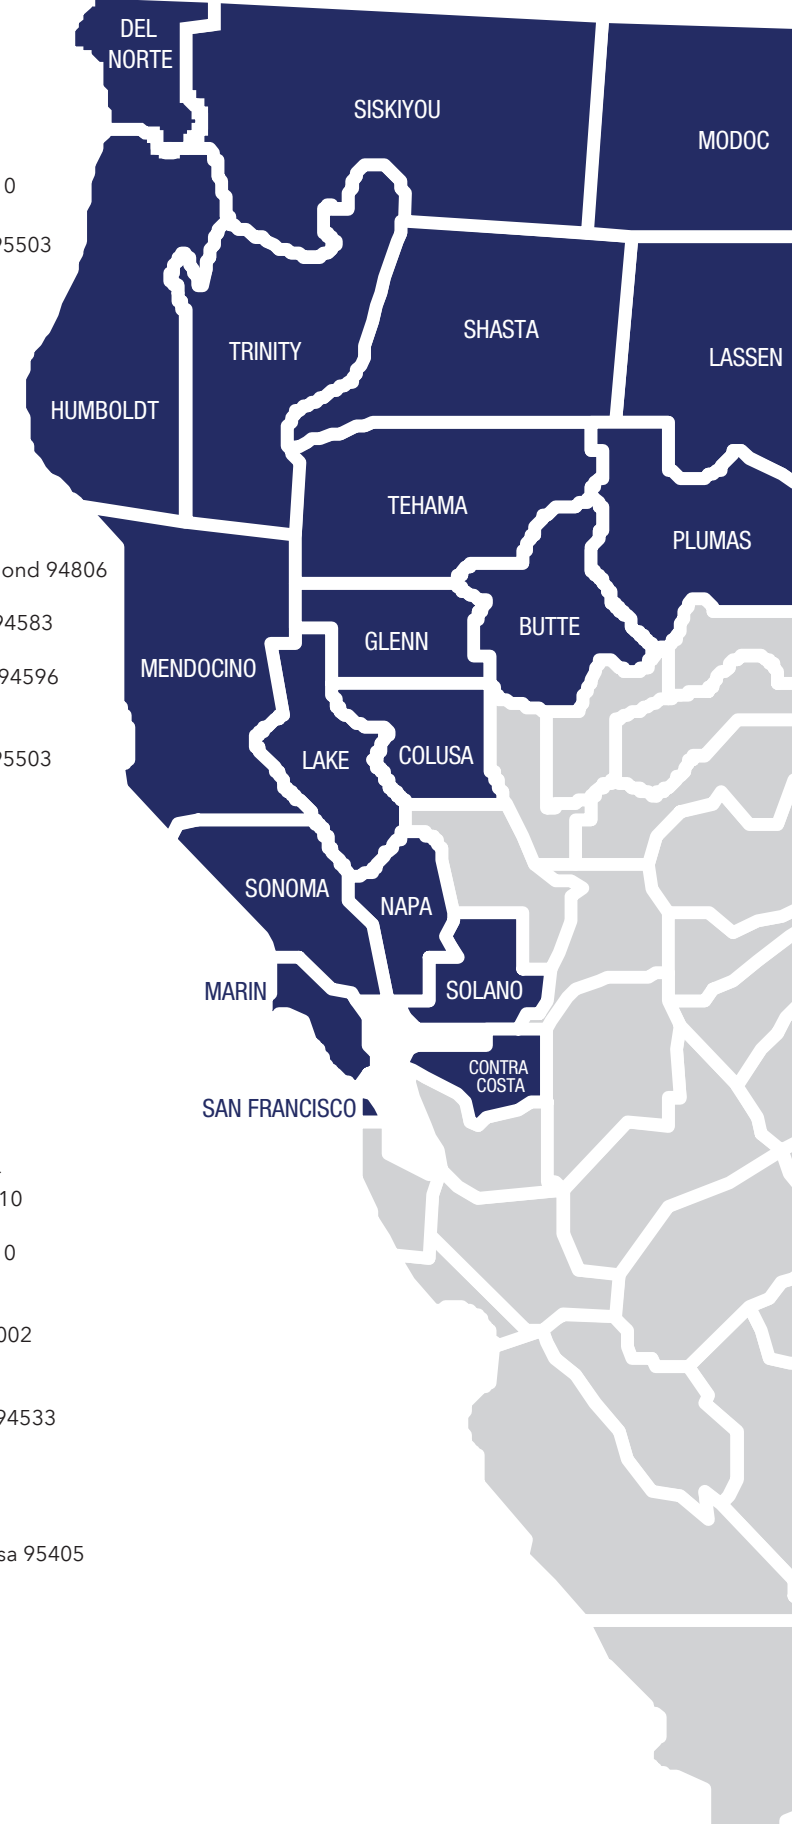 DEL
NORTE
SISKIYOU
MODOC
0
95503
SHASTA
TRINITY
LASSEN
HUMBOLDT
TEHAMA
PLUMAS
ond 94806
94583
BUTTE
GLENN
MENDOCINO
94596
95503
COLUSA
LAKE
SONOMA
NAPA
MARIN
SOLANO
CONTRA
COSTA
SAN FRANCISCO
10
0
002
94533
sa 95405